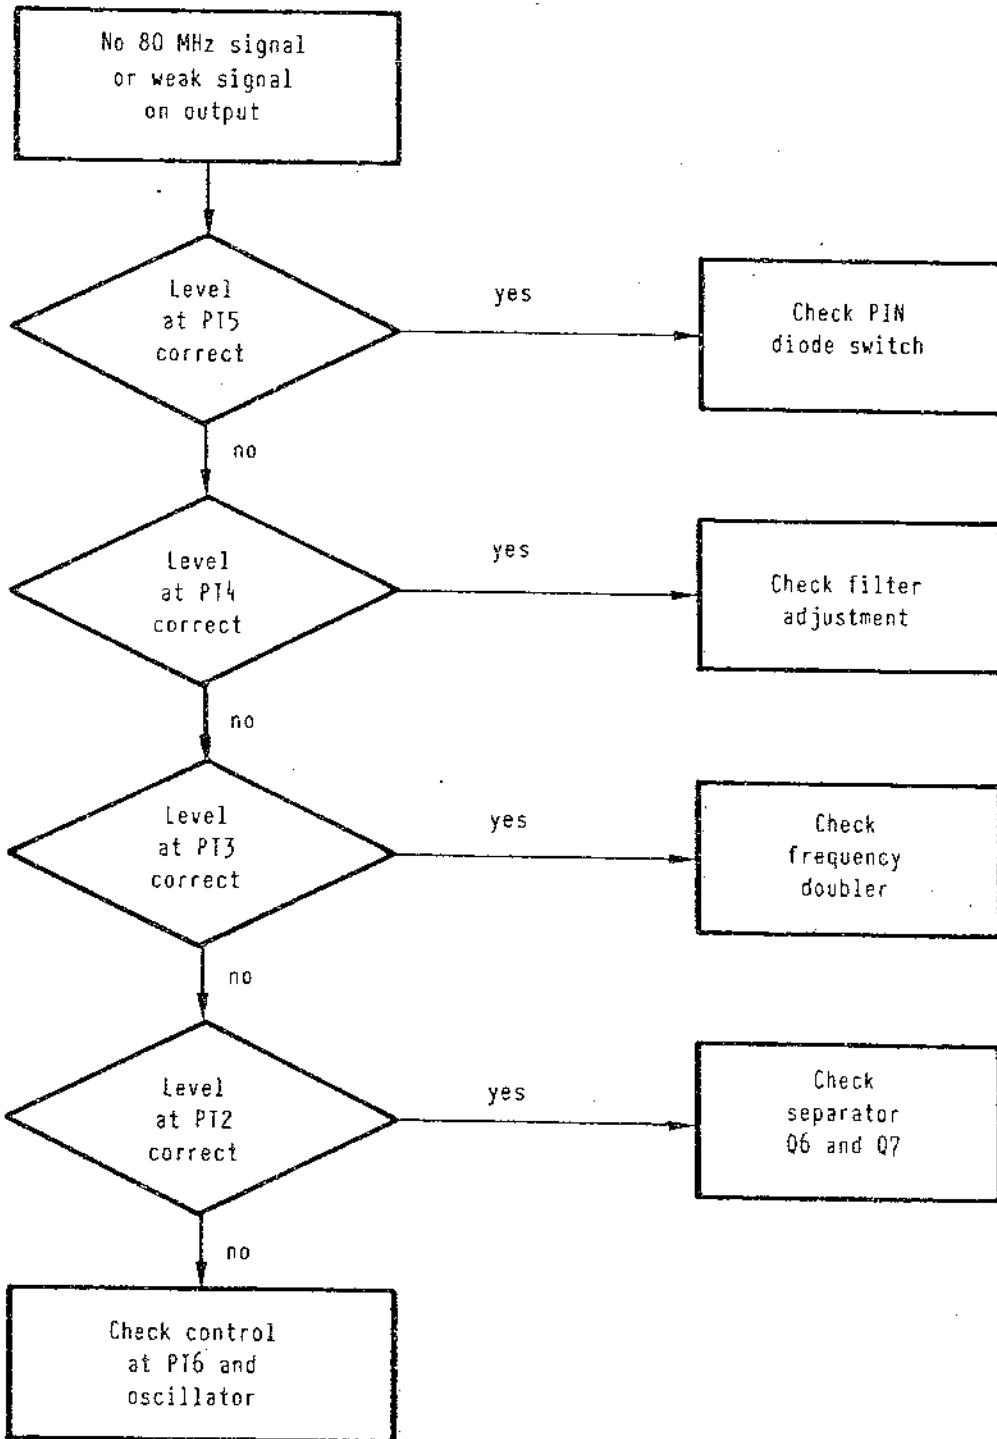 No 80 MHz signal
or weak signal
on output
Level
at PT5
correct
yes
Check PIN
diode switch
no
Level
at PT4
correct
yes
Check filter
adjustment
no
Level
at PT3
correct
yes
Check
frequency
doubler
no
Level
at PT2
correct
yes
Check
separator
Q6 and Q7
no
Check control
at PT6 and
oscillator